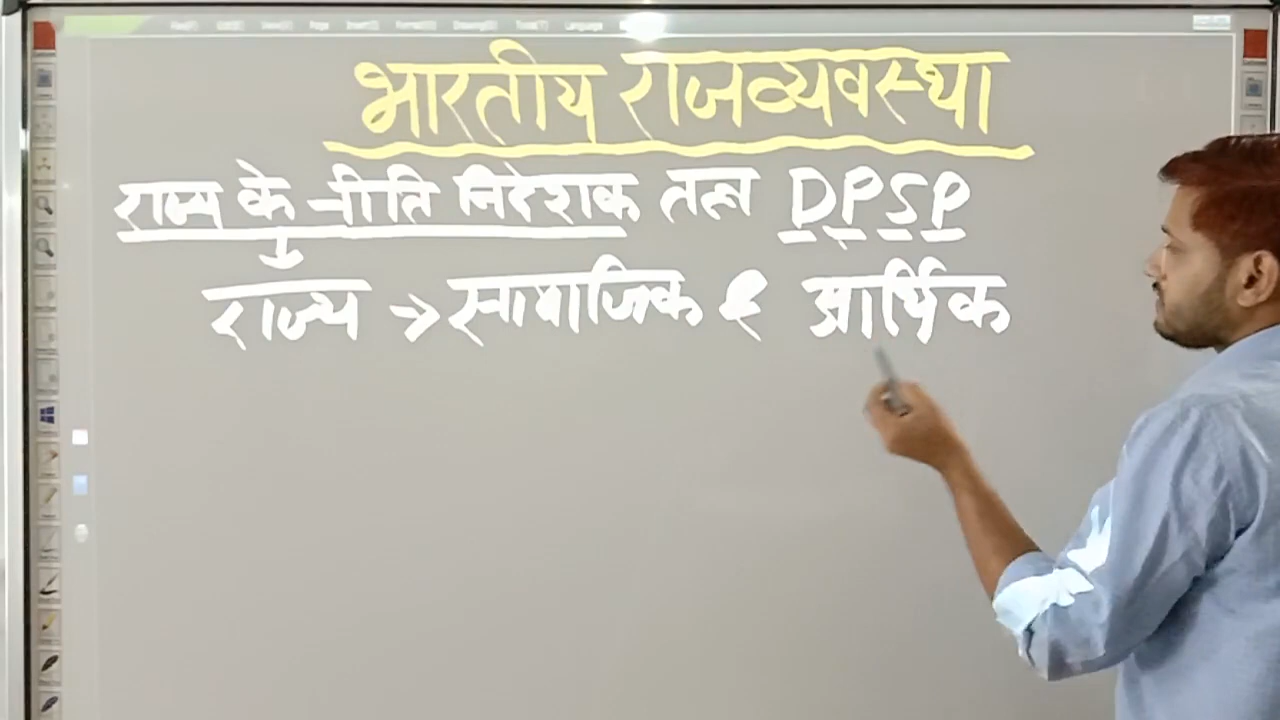 भारतीय राजव्यवस्था
राज्य के नीति निदेशक तत्व DPSP
राज्य → सामाजिक & आर्थिक